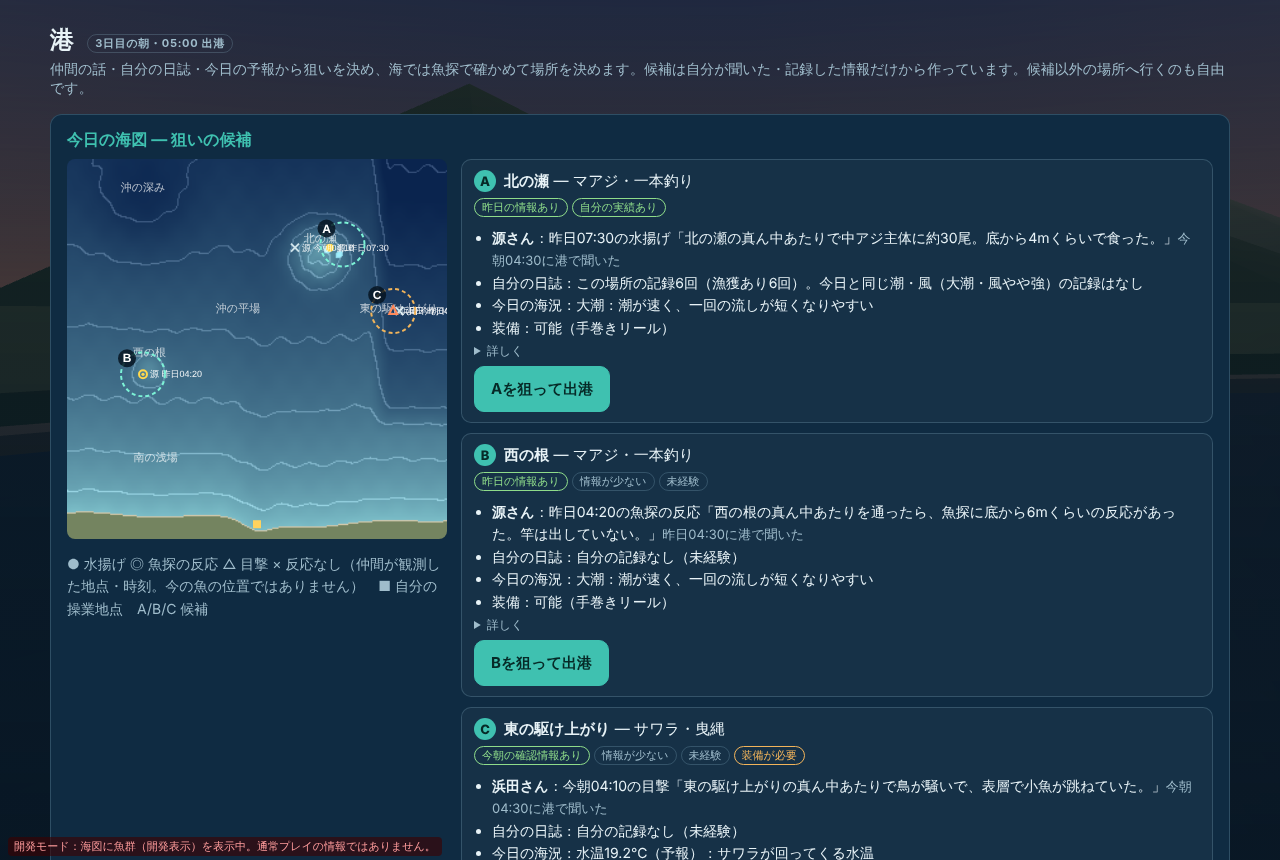 港
3日目の朝・05:00 出港
仲間の話・自分の日誌・今日の予報から狙いを決め、海では魚探で確かめて場所を決めます。候補は自分が聞いた・記録した情報だけから作っています。候補以外の場所へ行くのも自由
です。
今日の海図 — 狙いの候補
沖の深み
A
北の瀬
昨日07:30
C
沖の平場
B
西の根
源 昨日04:20
南の浅場
● 水揚げ ◎ 魚探の反応 △ 目撃 × 反応なし（仲間が観測し
た地点・時刻。今の魚の位置ではありません） ■ 自分の
操業地点 A/B/C 候補
A 北の瀬 — マアジ・一本釣り
昨日の情報あり 自分の実績あり
源さん：昨日07:30の水揚げ「北の瀬の真ん中あたりで中アジ主体に約30尾。底から4mくらいで食った。」今
朝04:30に港で聞いた
自分の日誌：この場所の記録6回（漁獲あり6回）。今日と同じ潮・風（大潮・風やや強）の記録はなし
今日の海況：大潮：潮が速く、一回の流しが短くなりやすい
装備：可能（手巻きリール）
▶ 詳しく
Aを狙って出港
B 西の根 — マアジ・一本釣り
昨日の情報あり 情報が少ない 未経験
源さん：昨日04:20の魚探の反応「西の根の真ん中あたりを通ったら、魚探に底から6mくらいの反応があっ
た。竿は出していない。」昨日04:30に港で聞いた
自分の日誌：自分の記録なし（未経験）
今日の海況：大潮：潮が速く、一回の流しが短くなりやすい
装備：可能（手巻きリール）
▶ 詳しく
Bを狙って出港
C 東の駆け上がり — サワラ・曳縄
今朝の確認情報あり 情報が少ない 未経験 装備が必要
浜田さん：今朝04:10の目撃「東の駆け上がりの真ん中あたりで鳥が騒いで、表層で小魚が跳ねていた。」今朝
04:30に港で聞いた
自分の日誌：自分の記録なし（未経験）
今日の海況：水温19.2°C（予報）：サワラが回ってくる水温
開発モード：海図に魚群（開発表示）を表示中。通常プレイの情報ではありません。